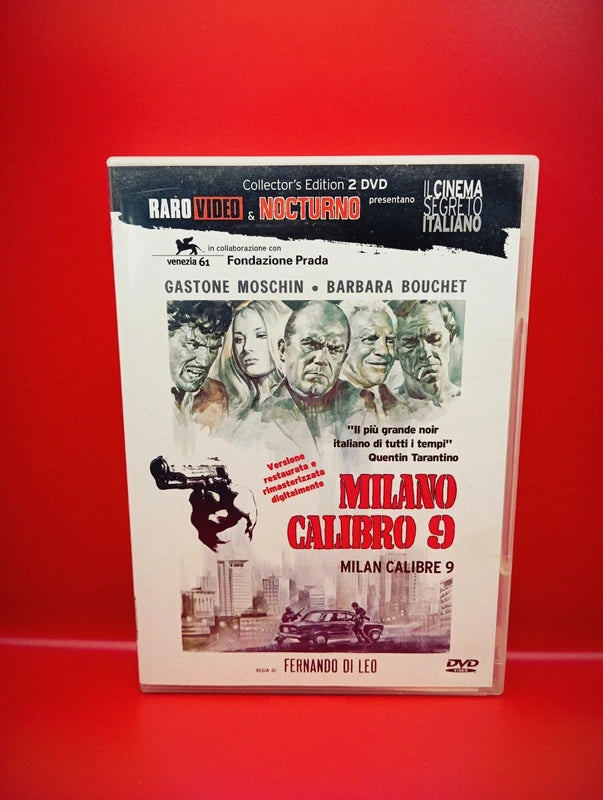 Collector's Edition 2 DVD
RARO VIDEO & NOCTURNO presentano
IL CINEMA
SEGRETO
ITALIANO
in collaborazione con
venezia 61 Fondazione Prada
GASTONE MOSCHIN • BARBARA BOUCHET
"Il più grande noir
italiano di tutti i tempi"
Quentin Tarantino
Versione
restaurata e
rimasterizzata
digitalmente
MILANO
CALIBRO 9
MILAN CALIBRE 9
REGIA DI FERNANDO DI LEO
DVD
VIDEO